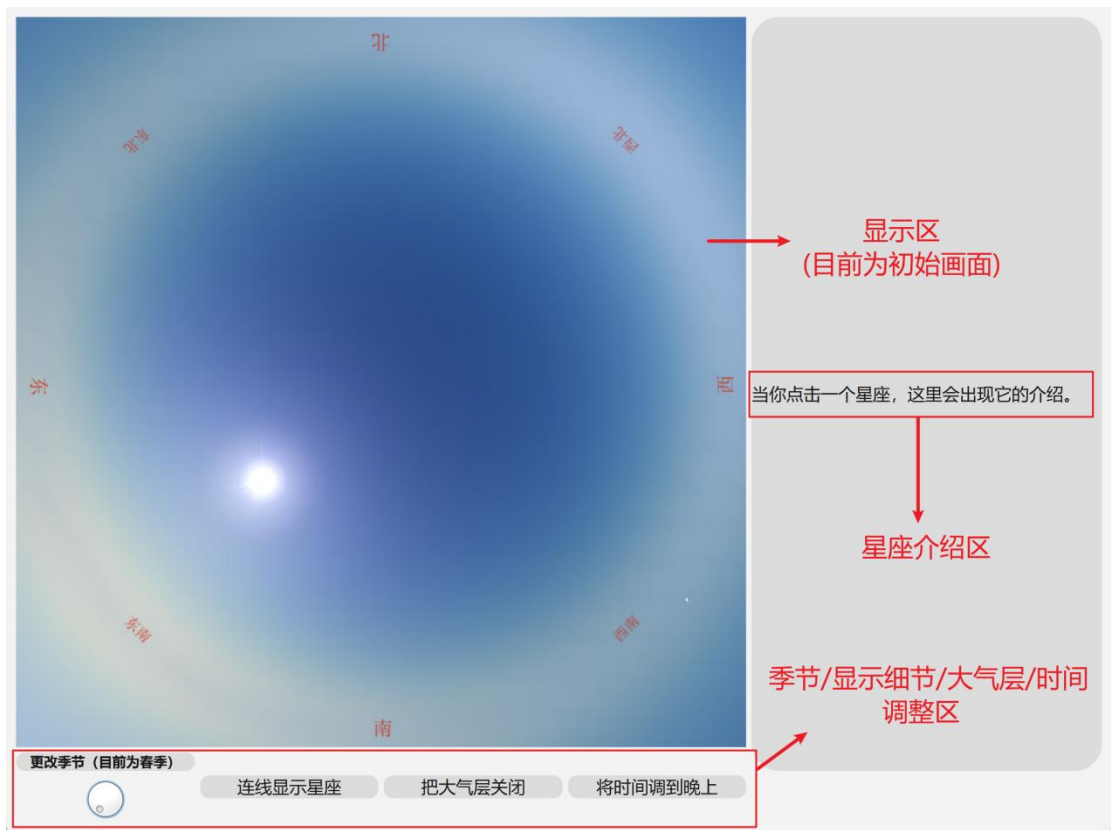 北
东北
西北
显示区
(目前为初始画面)
东
西
当你点击一个星座，这里会出现它的介绍。
星座介绍区
东南
西南
季节/显示细节/大气层/时间
调整区
南
更改季节（目前为春季）
连线显示星座
把大气层关闭
将时间调到晚上